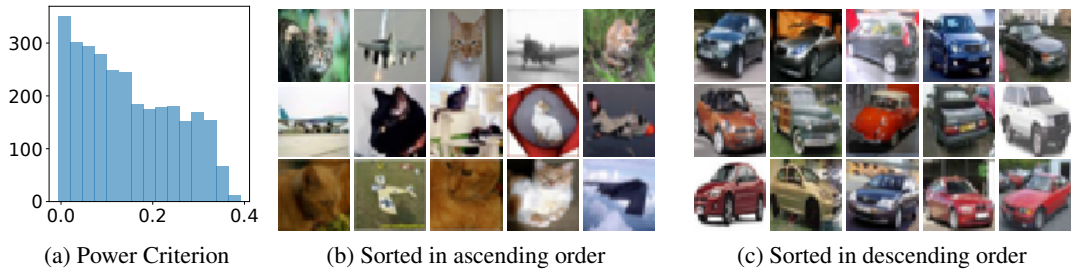 300
200
100
0
0.0 0.2 0.4
(a) Power Criterion
(b) Sorted in ascending order
(c) Sorted in descending order